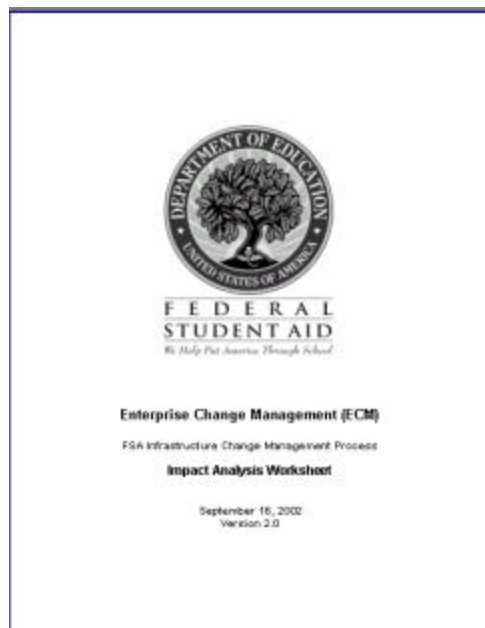 DEPARTMENT OF EDUCATION
UNITED STATES OF AMERICA
FEDERAL
STUDENT AID
We Help Put America Through School
Enterprise Change Management (ECM)
FSA Infrastructure Change Management Process
Impact Analysis Worksheet
September 16, 2002
Version 2.0